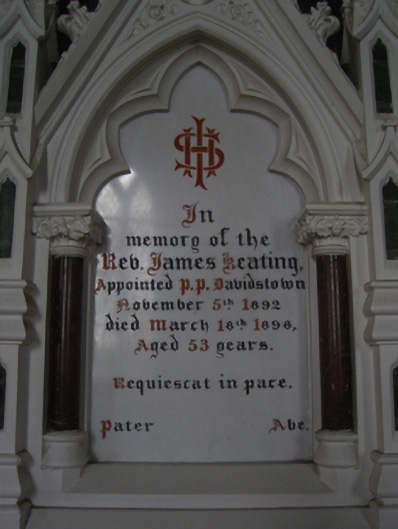 IHS
In
memory of the
Rev. James Keating,
Appointed P.P. Davidstown
November 5th 1892
died March 18th 1898,
Aged 53 years.
Requiescat in pace.
Pater Ave.